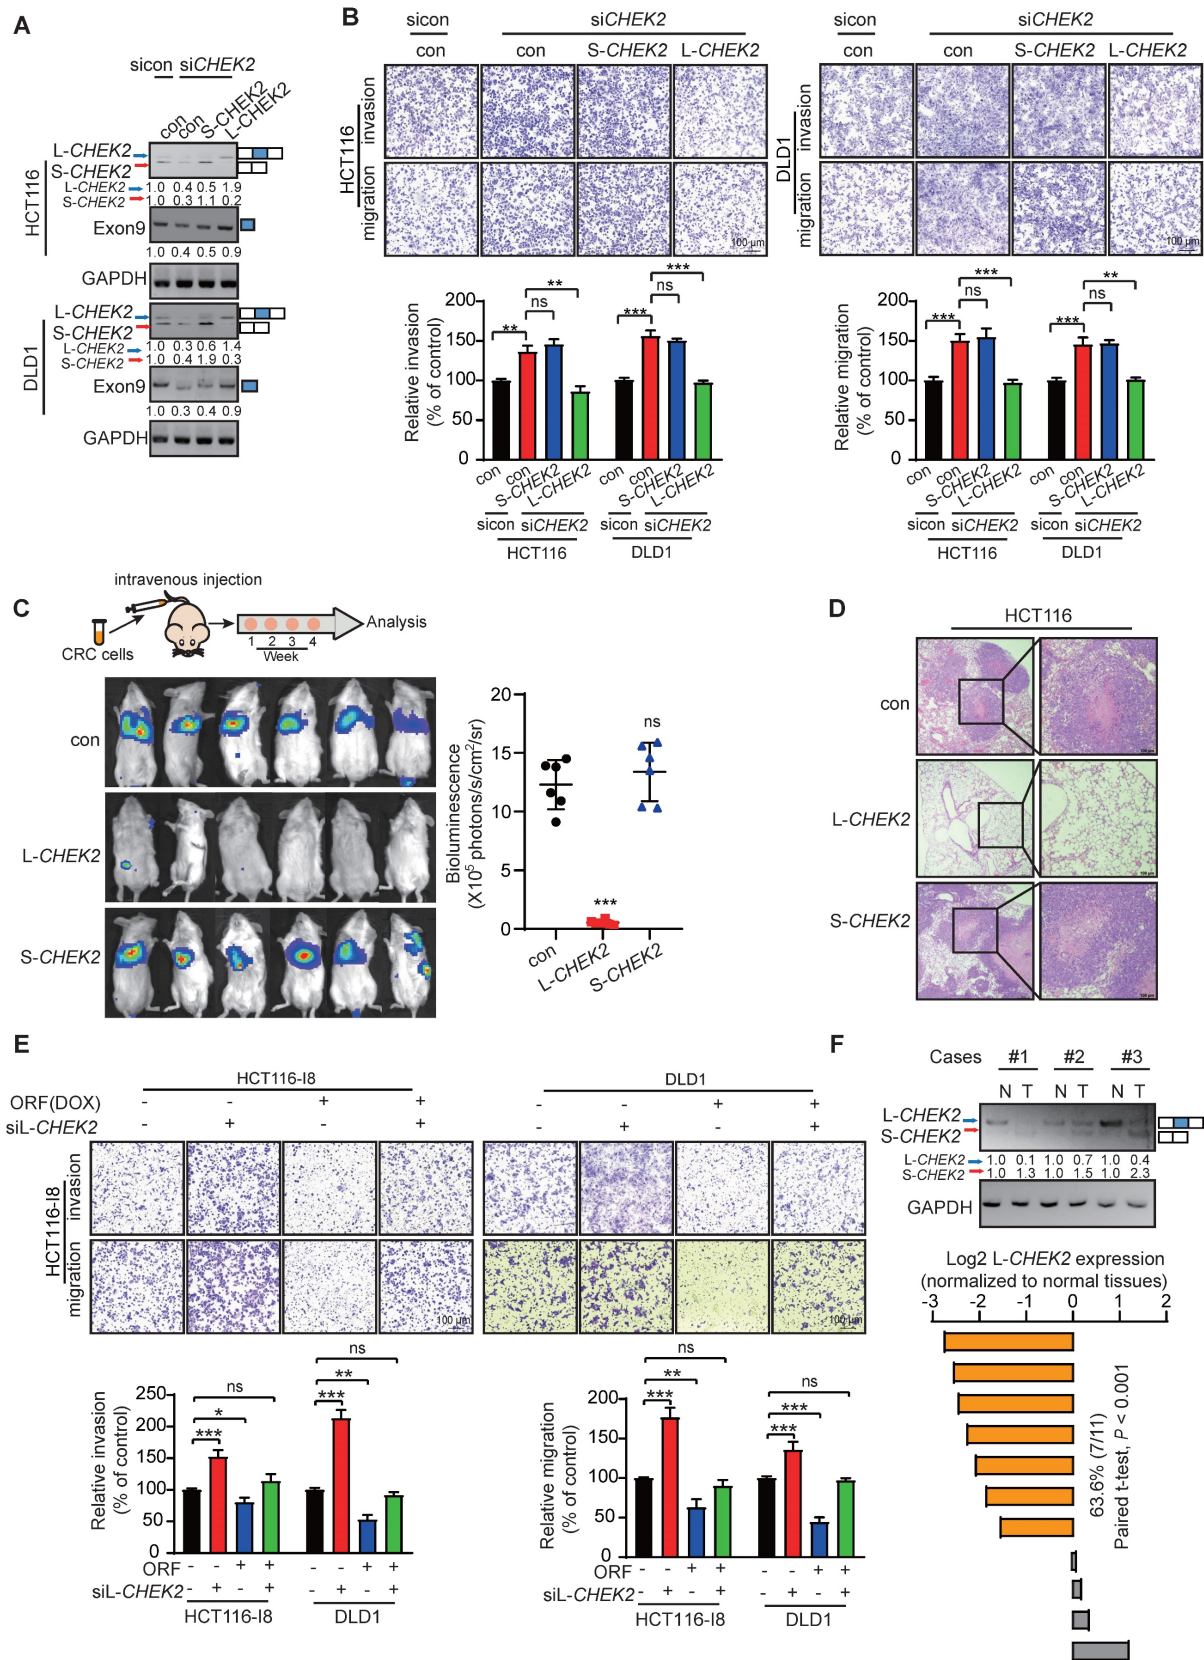 A
sicon siCHEK2
con con S-CHEK2 L-CHEK2
L-CHEK2
S-CHEK2
L-CHEK2 1.0 0.4 0.5 1.9
S-CHEK2 1.0 0.3 1.1 0.2
HCT116
Exon9
1.0 0.4 0.5 0.9
GAPDH
L-CHEK2
S-CHEK2
L-CHEK2 1.0 0.3 0.6 1.4
S-CHEK2 1.0 0.4 1.9 0.3
DLD1
Exon9
1.0 0.3 0.4 0.9
GAPDH
B
sicon siCHEK2
con con S-CHEK2 L-CHEK2
HCT116
invasion
migration
100 μm
sicon siCHEK2
con con S-CHEK2 L-CHEK2
DLD1
invasion
migration
100 μm
Relative invasion
(% of control)
200
150
100
50
0
** ns ** *** ns ***
con con S-CHEK2 L-CHEK2 con con S-CHEK2 L-CHEK2
sicon siCHEK2 sicon siCHEK2
HCT116 DLD1
Relative migration
(% of control)
200
150
100
50
0
*** ns *** *** ns **
con con S-CHEK2 L-CHEK2 con con S-CHEK2 L-CHEK2
sicon siCHEK2 sicon siCHEK2
HCT116 DLD1
C
intravenous injection
CRC cells
1 2 3 4
Week
Analysis
con
L-CHEK2
S-CHEK2
Bioluminescence
(X10⁵ photons/s/cm²/sr)
20
15
10
5
0
*** ns
con L-CHEK2 S-CHEK2
D
HCT116
con
L-CHEK2
S-CHEK2
E
HCT116-I8 DLD1
ORF(DOX) - - + + - - + +
siL-CHEK2 - + - + - + - +
HCT116-I8
invasion
migration
100 μm 100 μm
Relative invasion
(% of control)
250
200
150
100
50
0
*** * ns *** ** ns
ORF - - + + - - + +
siL-CHEK2 - + - + - + - +
HCT116-I8 DLD1
Relative migration
(% of control)
200
150
100
50
0
*** ** ns *** *** ns
ORF - - + + - - + +
siL-CHEK2 - + - + - + - +
HCT116-I8 DLD1
F
Cases #1 #2 #3
N T N T N T
L-CHEK2
S-CHEK2
L-CHEK2 1.0 0.1 1.0 0.7 1.0 0.4
S-CHEK2 1.0 1.3 1.0 1.5 1.0 2.3
GAPDH
Log2 L-CHEK2 expression
(normalized to normal tissues)
-3 -2 -1 0 1 2
63.6% (7/11)
Paired t-test, P < 0.001